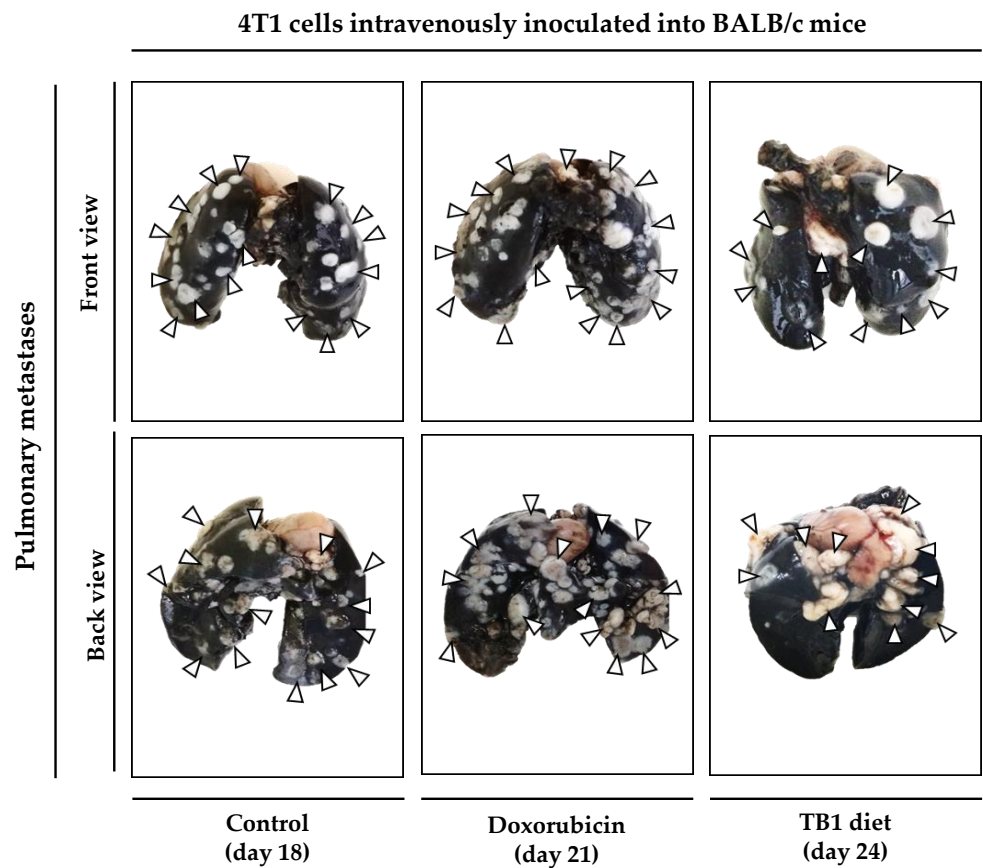 4T1 cells intravenously inoculated into BALB/c mice
Pulmonary metastases
Front view
Back view
Control
(day 18)
Doxorubicin
(day 21)
TB1 diet
(day 24)